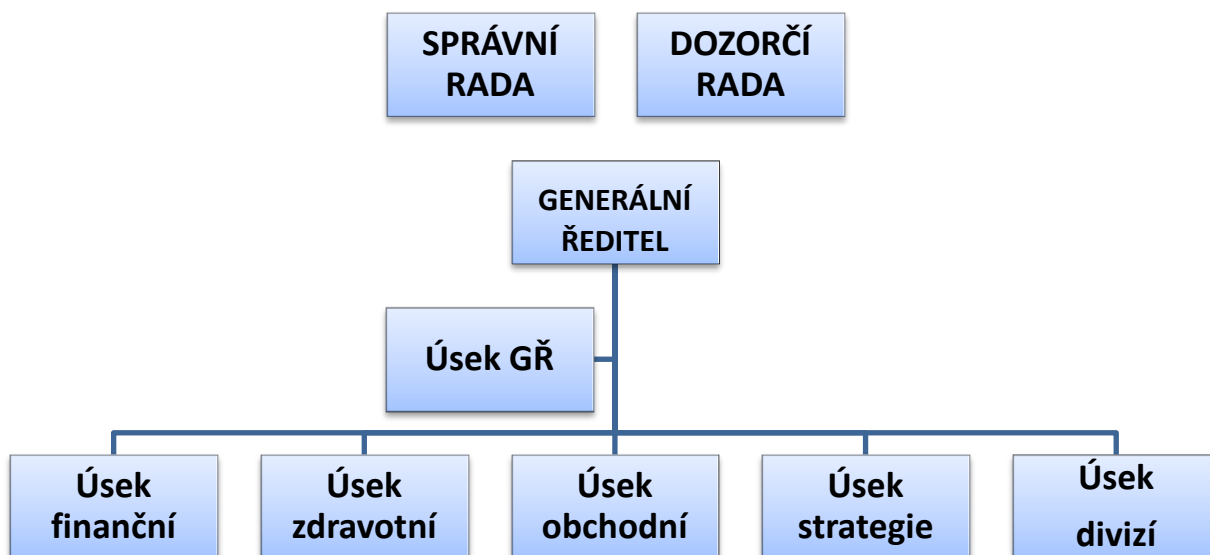 SPRÁVNÍ
RADA
DOZORČÍ
RADA
GENERÁLNÍ
ŘEDITEL
Úsek GŘ
Úsek
finanční
Úsek
zdravotní
Úsek
obchodní
Úsek
strategie
Úsek
divizí